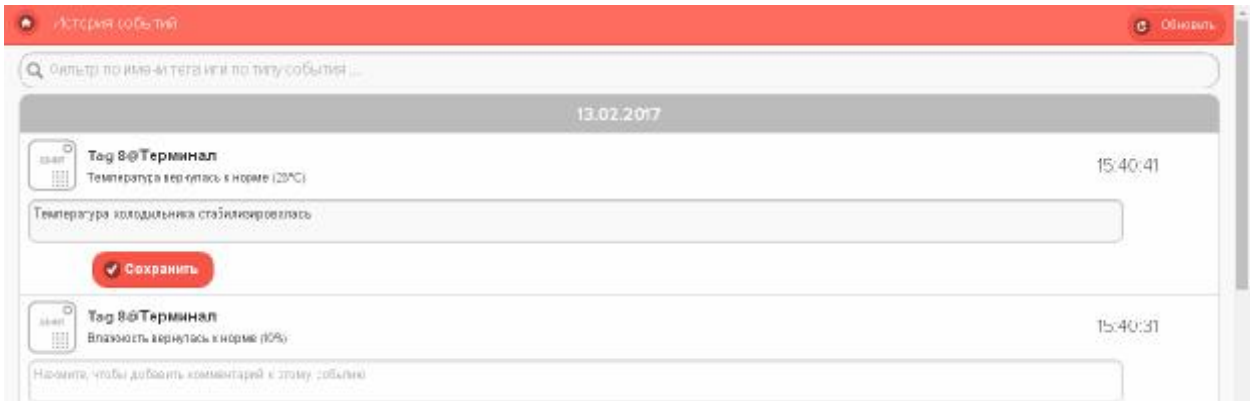 История событий
Обновить
Фильтр по имени тега или по типу события ...
13.02.2017
Tag 8@Терминал
15:40:41
Температура вернулась к норме (28°C)
Температура холодильника стабилизировалась
Сохранить
Tag 8@Терминал
15:40:31
Влажность вернулась к норме (10%)
Нажмите, чтобы добавить комментарий к этому событию